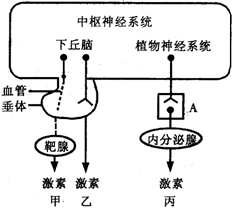 中枢神经系统
下丘脑 植物神经系统
血管
垂体
A
靶腺 内分泌腺
激素 激素 激素
甲 乙 丙